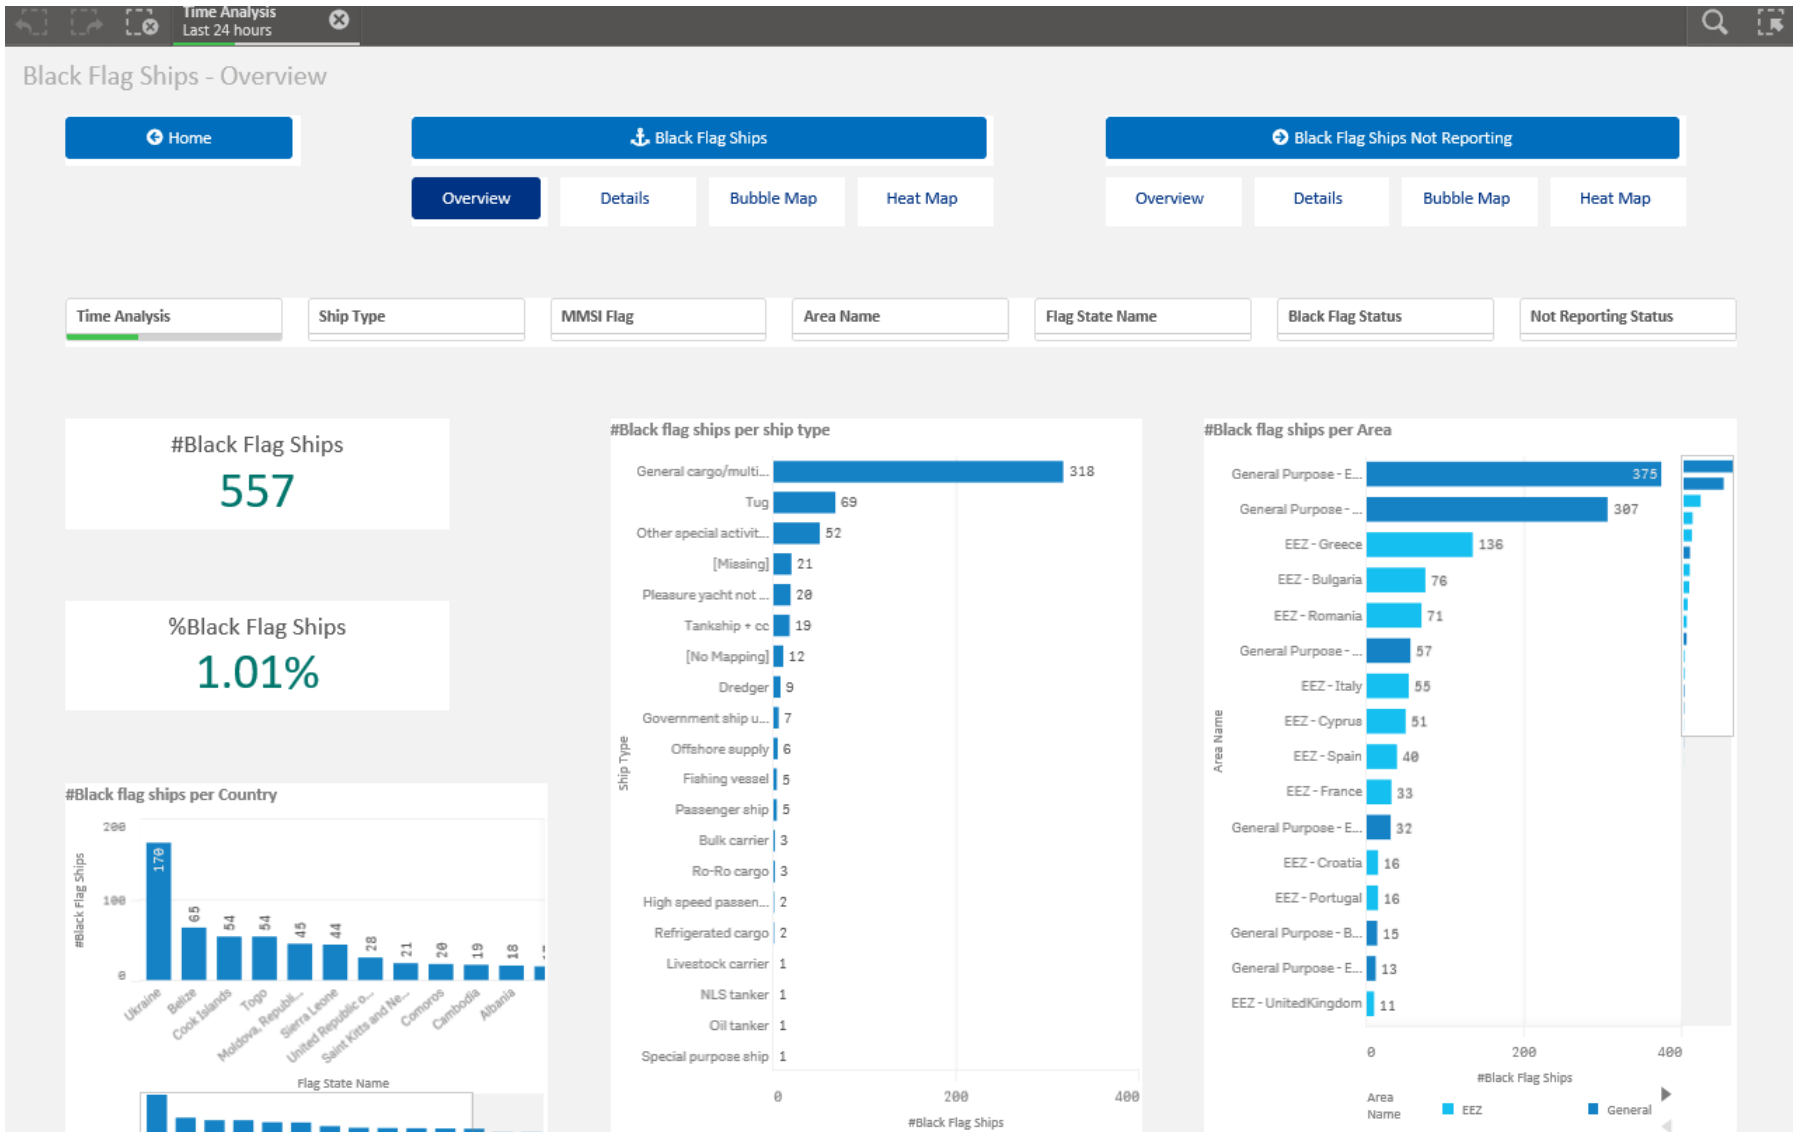 Time Analysis
Last 24 hours
Black Flag Ships - Overview
Home
Black Flag Ships
Black Flag Ships Not Reporting
Overview
Details
Bubble Map
Heat Map
Overview
Details
Bubble Map
Heat Map
Time Analysis
Ship Type
MMSI Flag
Area Name
Flag State Name
Black Flag Status
Not Reporting Status
#Black Flag Ships
557
%Black Flag Ships
1.01%
#Black flag ships per Country
#Black Flag Ships
200
100
0
170
65
54
54
45
44
28
21
20
19
18
Ukraine
Belize
Cook Islands
Togo
Moldova, Republi...
Sierra Leone
United Republic o...
Saint Kitts and Ne...
Comoros
Cambodia
Albania
Flag State Name
#Black flag ships per ship type
Ship Type
General cargo/multi... 318
Tug 69
Other special activit... 52
[Missing] 21
Pleasure yacht not ... 20
Tankship + cc 19
[No Mapping] 12
Dredger 9
Government ship u... 7
Offshore supply 6
Fishing vessel 5
Passenger ship 5
Bulk carrier 3
Ro-Ro cargo 3
High speed passen... 2
Refrigerated cargo 2
Livestock carrier 1
NLS tanker 1
Oil tanker 1
Special purpose ship 1
0 200 400
#Black Flag Ships
#Black flag ships per Area
Area Name
General Purpose - E... 375
General Purpose - ... 307
EEZ - Greece 136
EEZ - Bulgaria 76
EEZ - Romania 71
General Purpose - ... 57
EEZ - Italy 55
EEZ - Cyprus 51
EEZ - Spain 40
EEZ - France 33
General Purpose - E... 32
EEZ - Croatia 16
EEZ - Portugal 16
General Purpose - B... 15
General Purpose - E... 13
EEZ - UnitedKingdom 11
0 200 400
#Black Flag Ships
Area
Name
EEZ
General